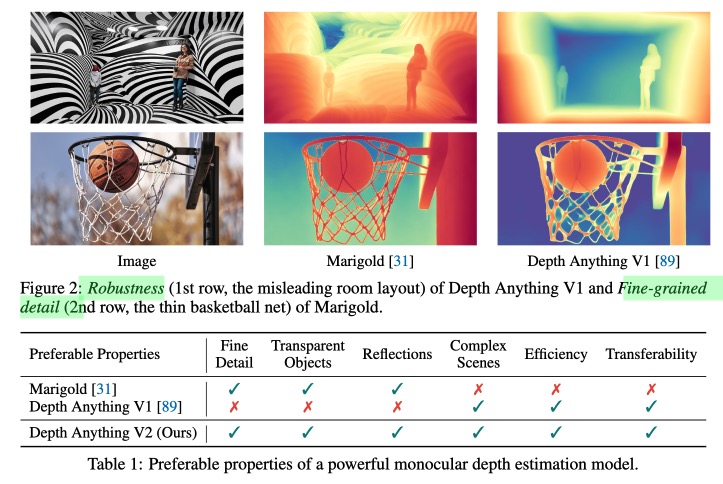 Image Marigold [31] Depth Anything V1 [89]
Figure 2: Robustness (1st row, the misleading room layout) of Depth Anything V1 and Fine-grained
detail (2nd row, the thin basketball net) of Marigold.
Preferable Properties Fine Detail Transparent Objects Reflections Complex Scenes Efficiency Transferability
Marigold [31] ✓ ✓ ✓ ✗ ✗ ✗
Depth Anything V1 [89] ✗ ✗ ✗ ✓ ✓ ✓
Depth Anything V2 (Ours) ✓ ✓ ✓ ✓ ✓ ✓
Table 1: Preferable properties of a powerful monocular depth estimation model.